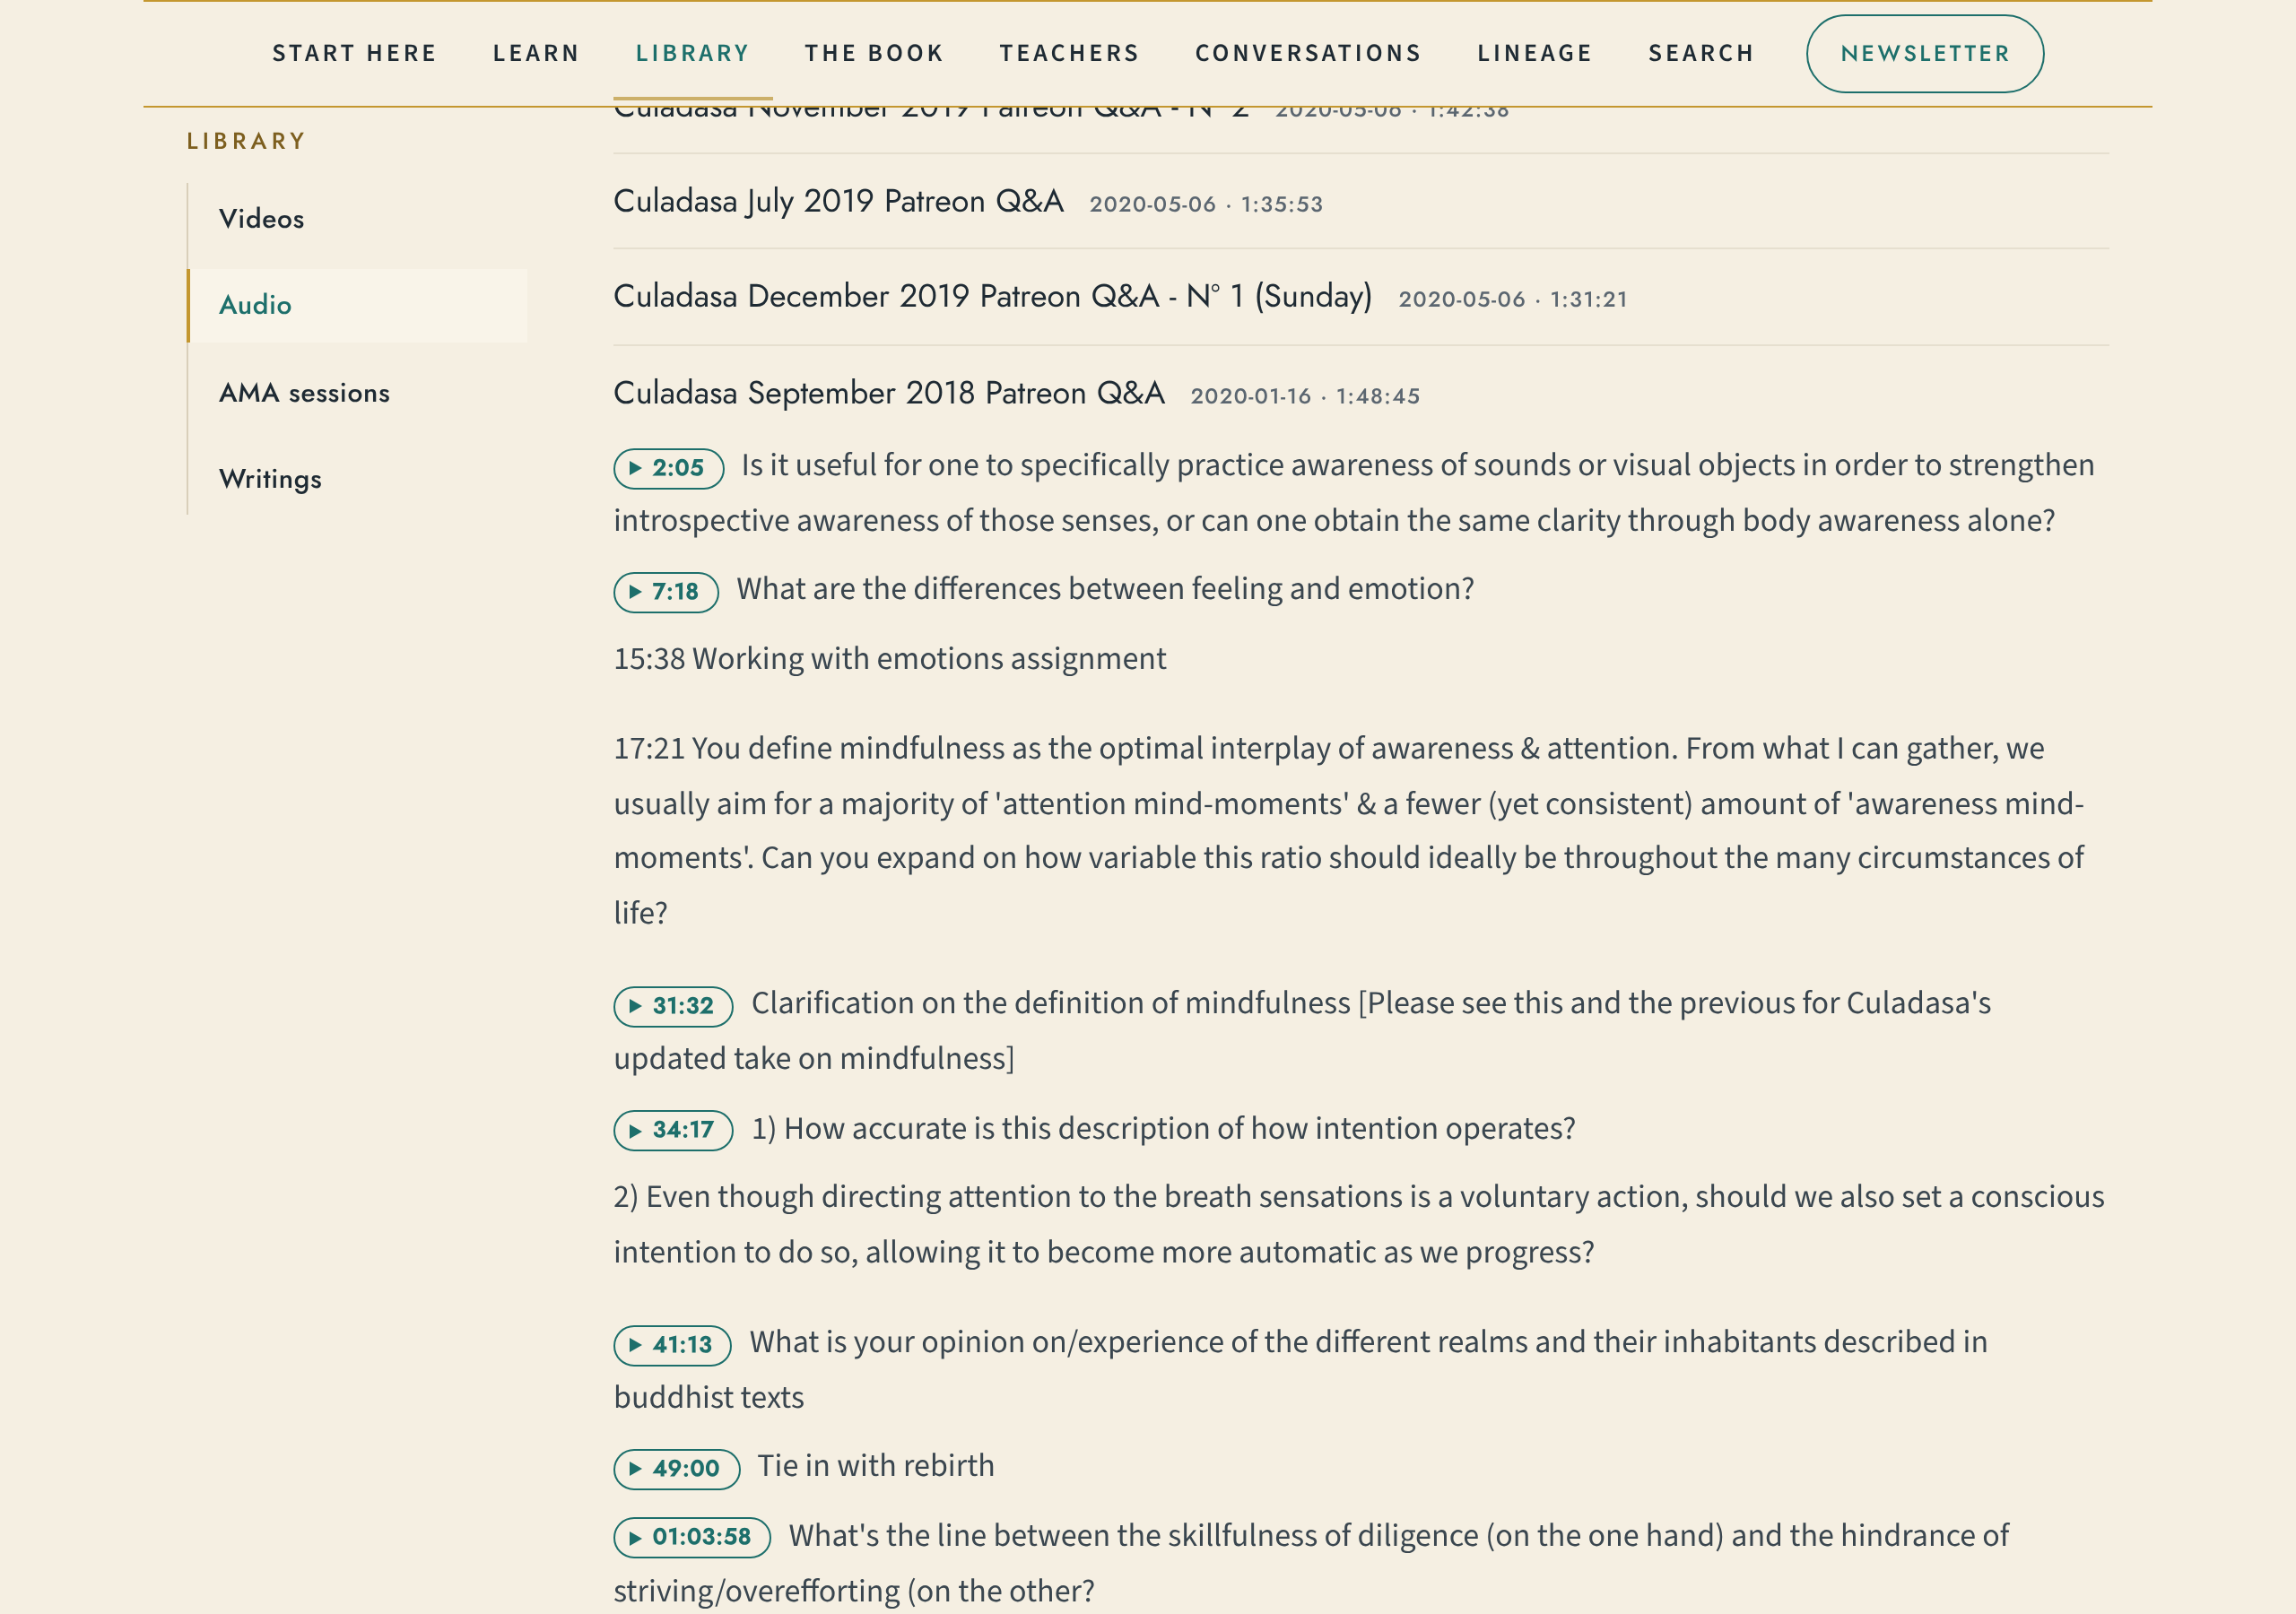 START HERE LEARN LIBRARY THE BOOK TEACHERS CONVERSATIONS LINEAGE SEARCH NEWSLETTER
LIBRARY
Videos
Audio
AMA sessions
Writings
Culadasa November 2019 Patreon Q&A - N° 2 2020-05-06 · 1:42:38
Culadasa July 2019 Patreon Q&A 2020-05-06 · 1:35:53
Culadasa December 2019 Patreon Q&A - N° 1 (Sunday) 2020-05-06 · 1:31:21
Culadasa September 2018 Patreon Q&A 2020-01-16 · 1:48:45
2:05 Is it useful for one to specifically practice awareness of sounds or visual objects in order to strengthen
introspective awareness of those senses, or can one obtain the same clarity through body awareness alone?
7:18 What are the differences between feeling and emotion?
15:38 Working with emotions assignment
17:21 You define mindfulness as the optimal interplay of awareness & attention. From what I can gather, we
usually aim for a majority of 'attention mind-moments' & a fewer (yet consistent) amount of 'awareness mind-
moments'. Can you expand on how variable this ratio should ideally be throughout the many circumstances of
life?
31:32 Clarification on the definition of mindfulness [Please see this and the previous for Culadasa's
updated take on mindfulness]
34:17 1) How accurate is this description of how intention operates?
2) Even though directing attention to the breath sensations is a voluntary action, should we also set a conscious
intention to do so, allowing it to become more automatic as we progress?
41:13 What is your opinion on/experience of the different realms and their inhabitants described in
buddhist texts
49:00 Tie in with rebirth
01:03:58 What's the line between the skillfulness of diligence (on the one hand) and the hindrance of
striving/overefforting (on the other?